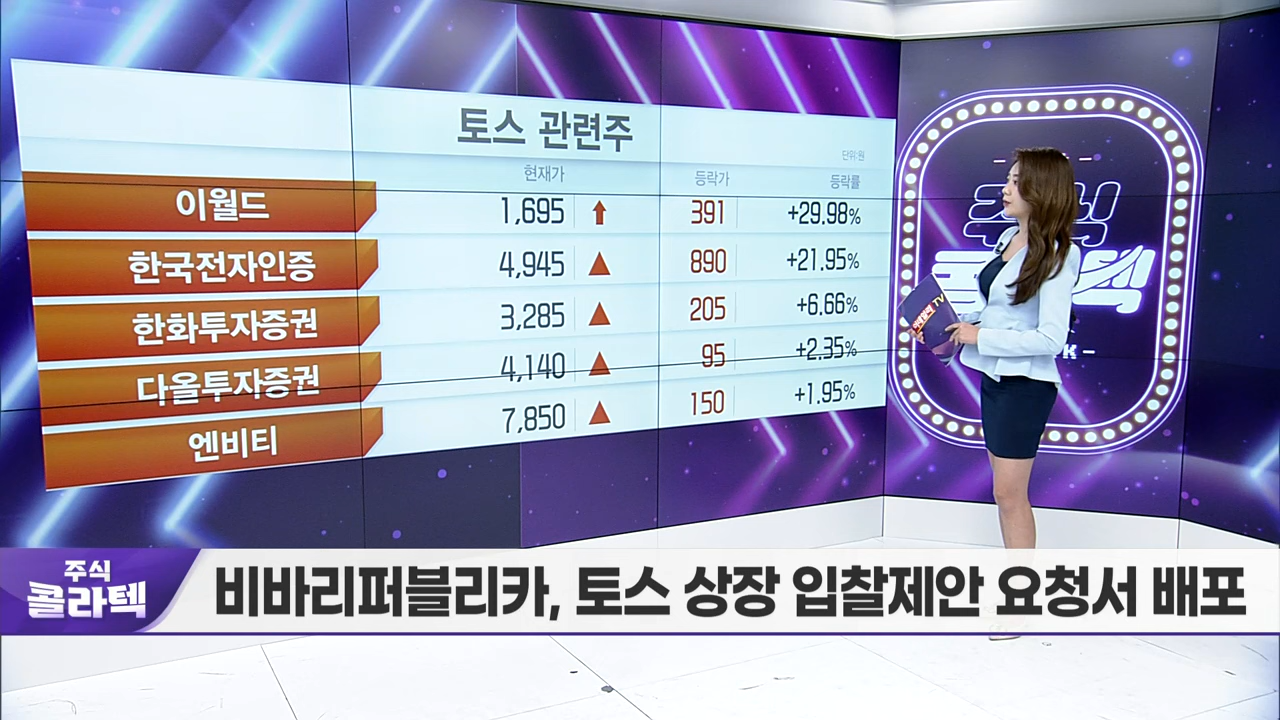 토스 관련주
단위:원
현재가 등락가 등락률
이월드 1,695 391 +29.98%
한국전자인증 4,945 890 +21.95%
한화투자증권 3,285 205 +6.66%
다올투자증권 4,140 95 +2.35%
엔비티 7,850 150 +1.95%
주식
TV
주식
콜라텍
비바리퍼블리카, 토스 상장 입찰제안 요청서 배포